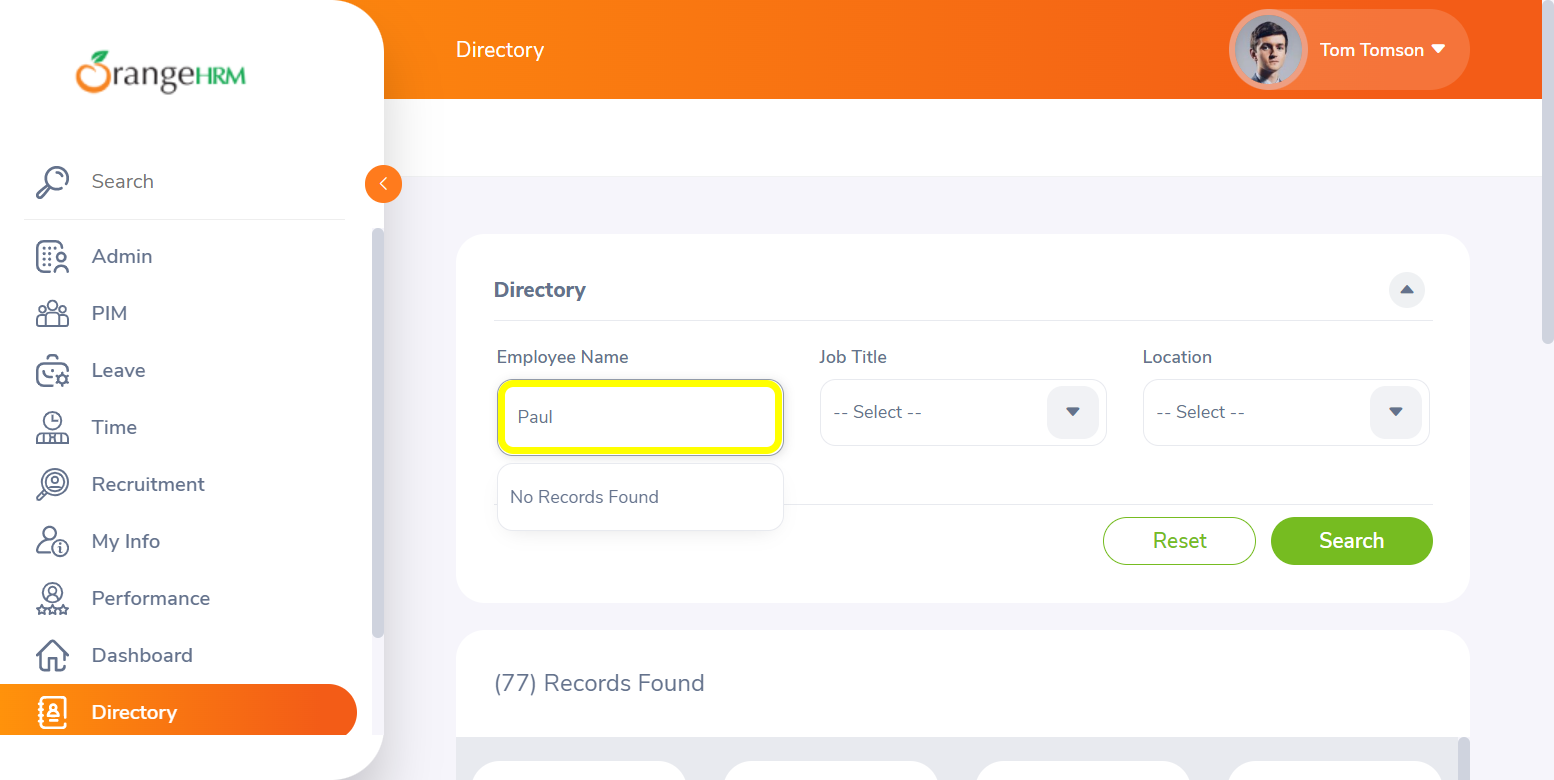 OrangeHRM
Directory
Tom Tomson
Search
Admin
PIM
Leave
Time
Recruitment
My Info
Performance
Dashboard
Directory
Directory
Employee Name
Job Title
Location
Paul
-- Select --
-- Select --
No Records Found
Reset
Search
(77) Records Found